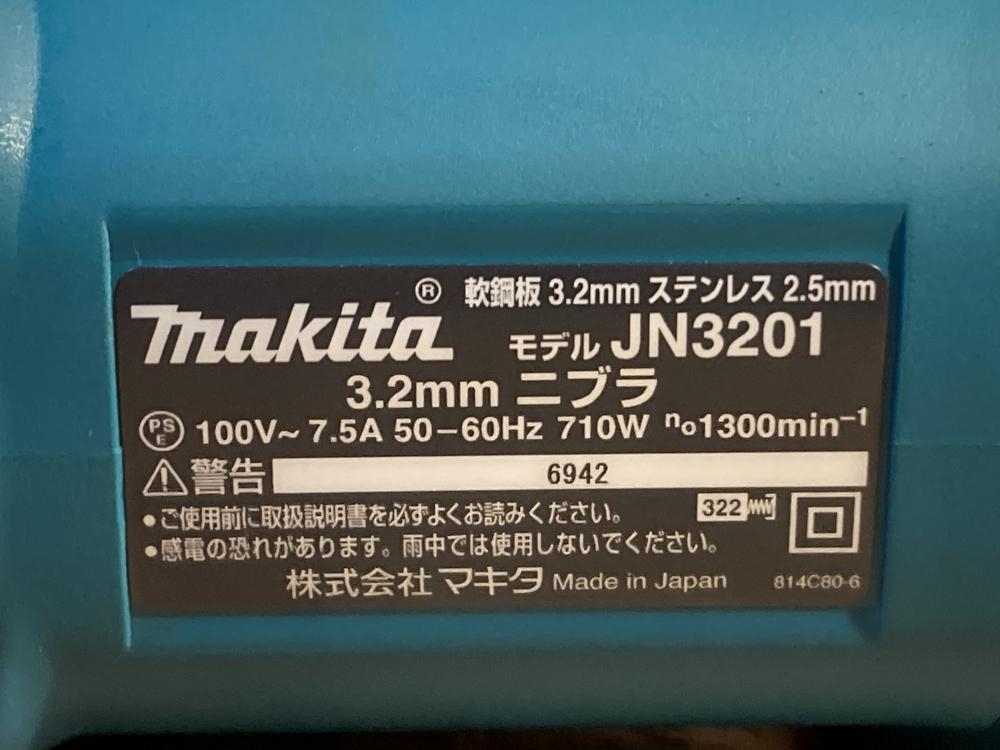 軟鋼板 3.2mm ステンレス 2.5mm
makita® モデル JN3201
3.2mm ニブラ
PSE 100V~ 7.5A 50-60Hz 710W n₀1300min⁻¹
警告 6942
•ご使用前に取扱説明書を必ずよくお読みください。 322
•感電の恐れがあります。雨中では使用しないでください。
株式会社 マキタ Made in Japan 814C80-6